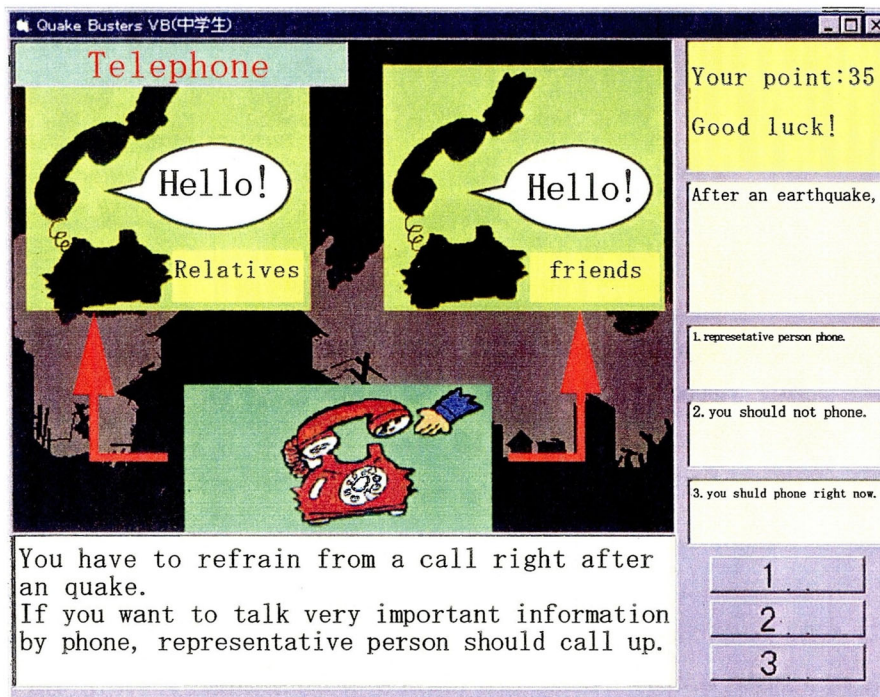 Quake Busters VB(中学生)
Telephone
Hello!
Relatives
Hello!
friends
You have to refrain from a call right after
an quake.
If you want to talk very important information
by phone, representative person should call up.
Your point:35
Good luck!
After an earthquake,
1.represetative person phone.
2.you should not phone.
3.you shuld phone right now.
1
2
3